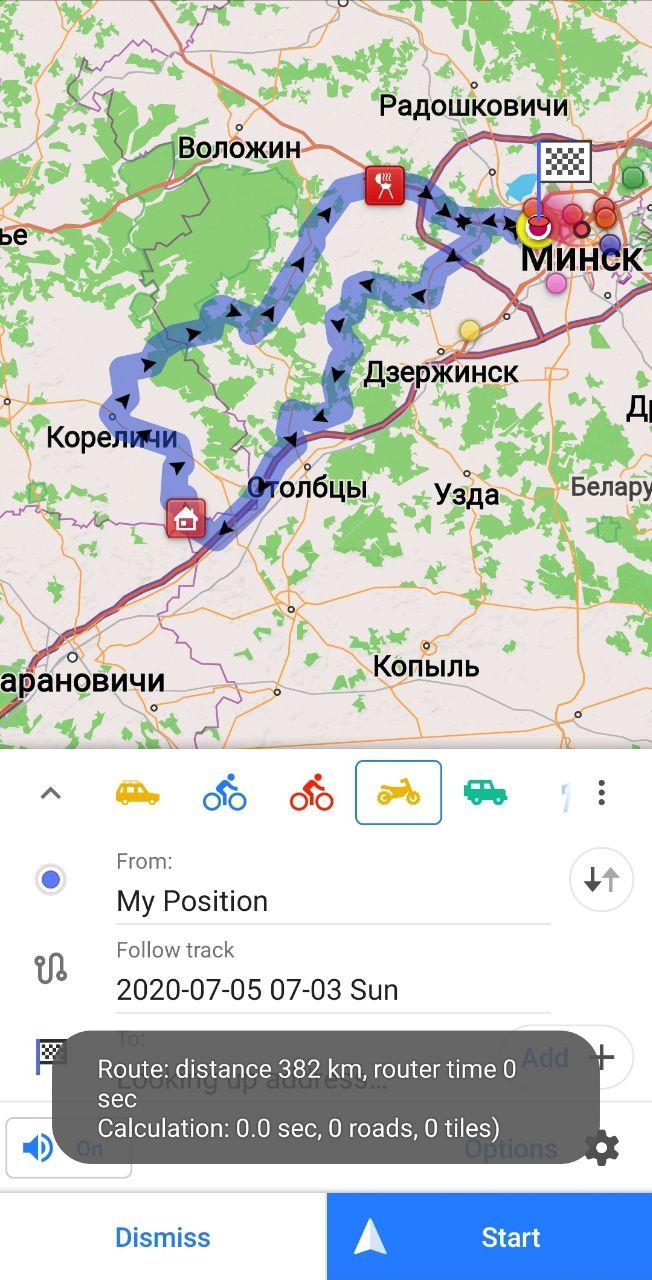 Радошковичи
Воложин
ье
Минск
Дзержинск
Кореличи
Столбцы
Узда
Белару
арановичи
Копыль
From:
My Position
Follow track
2020-07-05 07-03 Sun
To:
Looking up address...
Add
Route: distance 382 km, router time 0
sec
Calculation: 0.0 sec, 0 roads, 0 tiles)
On
Options
Dismiss
Start